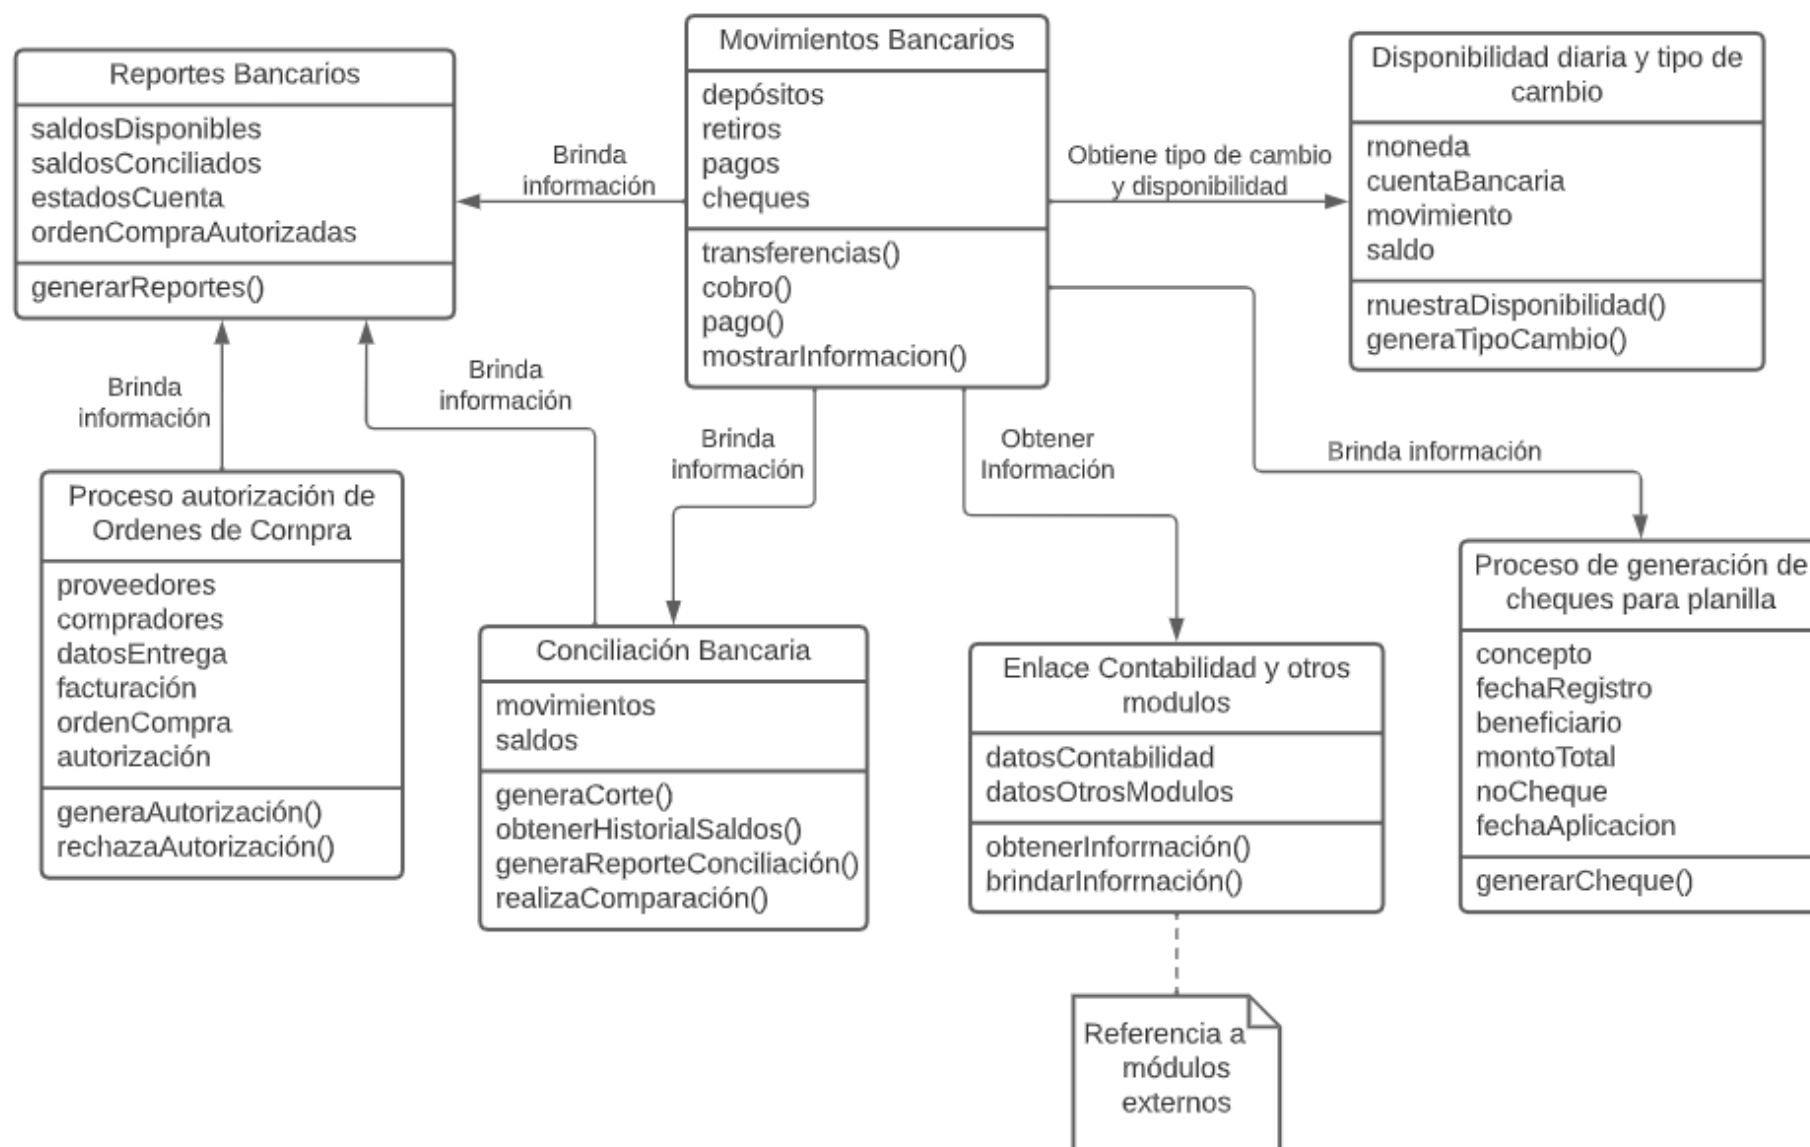 Reportes Bancarios
saldosDisponibles
saldosConciliados
estadosCuenta
ordenCompraAutorizadas
generarReportes()
Brinda
información
Movimientos Bancarios
depósitos
retiros
pagos
cheques
transferencias()
cobro()
pago()
mostrarInformacion()
Obtiene tipo de cambio
y disponibilidad
Disponibilidad diaria y tipo de
cambio
moneda
cuentaBancaria
movimiento
saldo
muestraDisponibilidad()
generaTipoCambio()
Brinda
información
Brinda
información
Brinda
información
Obtener
Información
Brinda información
Proceso autorización de
Ordenes de Compra
proveedores
compradores
datosEntrega
facturación
ordenCompra
autorización
generaAutorización()
rechazaAutorización()
Conciliación Bancaria
movimientos
saldos
generaCorte()
obtenerHistorialSaldos()
generaReporteConciliación()
realizaComparación()
Enlace Contabilidad y otros
modulos
datosContabilidad
datosOtrosModulos
obtenerInformación()
brindarInformación()
Proceso de generación de
cheques para planilla
concepto
fechaRegistro
beneficiario
montoTotal
noCheque
fechaAplicacion
generarCheque()
Referencia a
módulos
externos